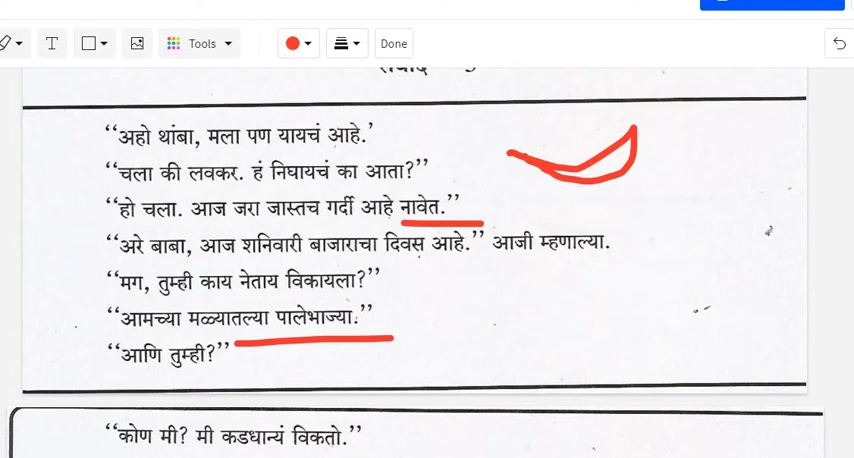 Tools
Done
“अहो थांबा, मला पण यायचं आहे.’
“चला की लवकर. हं निघायचं का आता?”
“हो चला. आज जरा जास्तच गर्दी आहे नावेत.”
“अरे बाबा, आज शनिवारी बाजाराचा दिवस आहे.” आजी म्हणाल्या.
“मग, तुम्ही काय नेताय विकायला?”
“आमच्या मळ्यातल्या पालेभाज्या.”
“आणि तुम्ही?”
“कोण मी? मी कडधान्यं विकतो.”